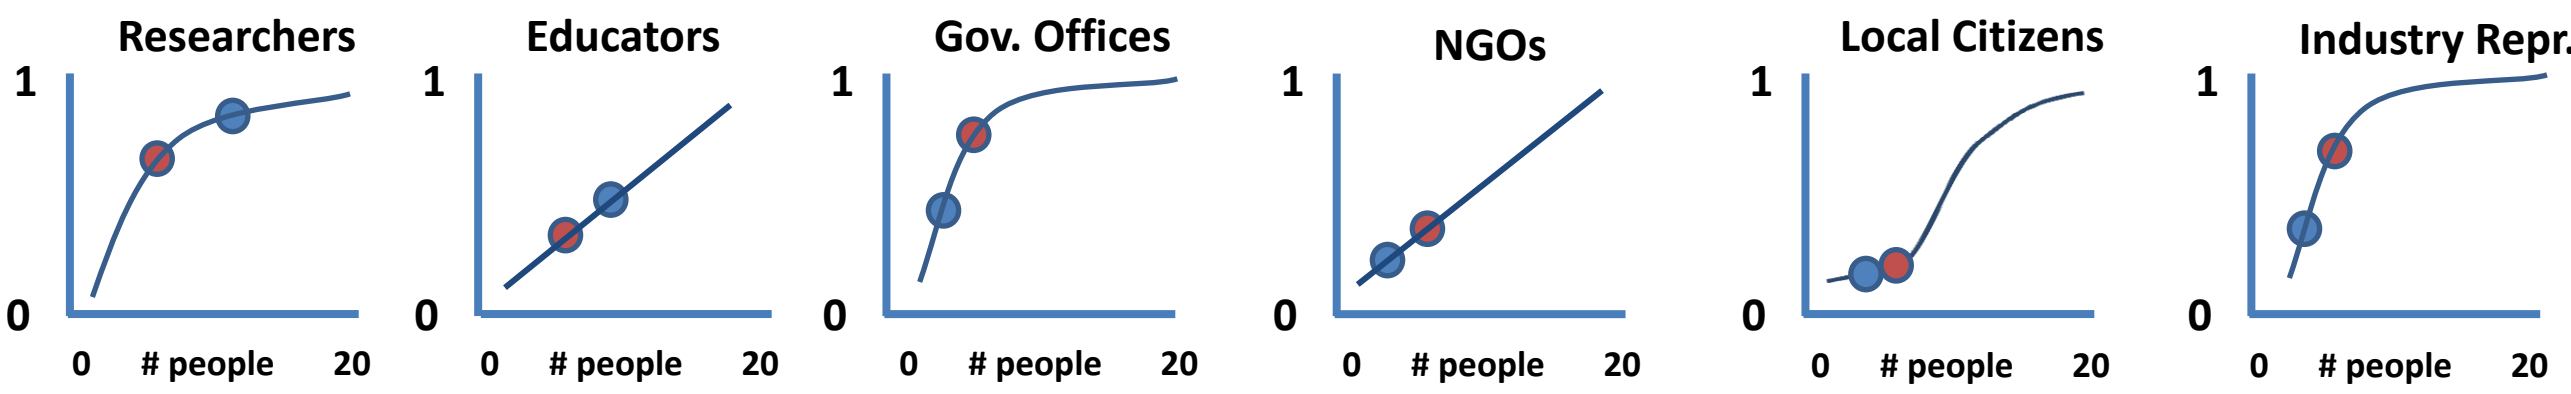 Researchers
1
0
0 # people 20
Educators
1
0
0 # people 20
Gov. Offices
1
0
0 # people 20
NGOs
1
0
0 # people 20
Local Citizens
1
0
0 # people 20
Industry Repr.
1
0
0 # people 20